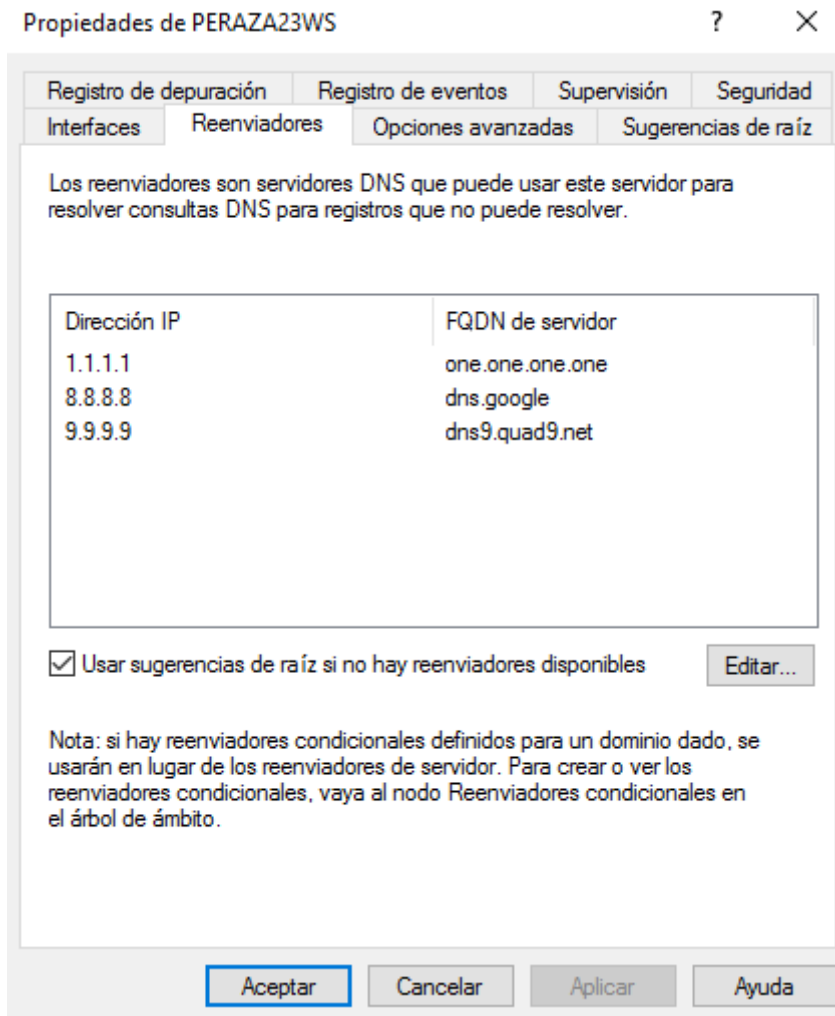 Propiedades de PERAZA23WS ? ×
Registro de depuración Registro de eventos Supervisión Seguridad
Interfaces Reenviadores Opciones avanzadas Sugerencias de raíz
Los reenviadores son servidores DNS que puede usar este servidor para
resolver consultas DNS para registros que no puede resolver.
Dirección IP FQDN de servidor
1.1.1.1 one.one.one.one
8.8.8.8 dns.google
9.9.9.9 dns9.quad9.net
Usar sugerencias de raíz si no hay reenviadores disponibles Editar...
Nota: si hay reenviadores condicionales definidos para un dominio dado, se
usarán en lugar de los reenviadores de servidor. Para crear o ver los
reenviadores condicionales, vaya al nodo Reenviadores condicionales en
el árbol de ámbito.
Aceptar Cancelar Aplicar Ayuda